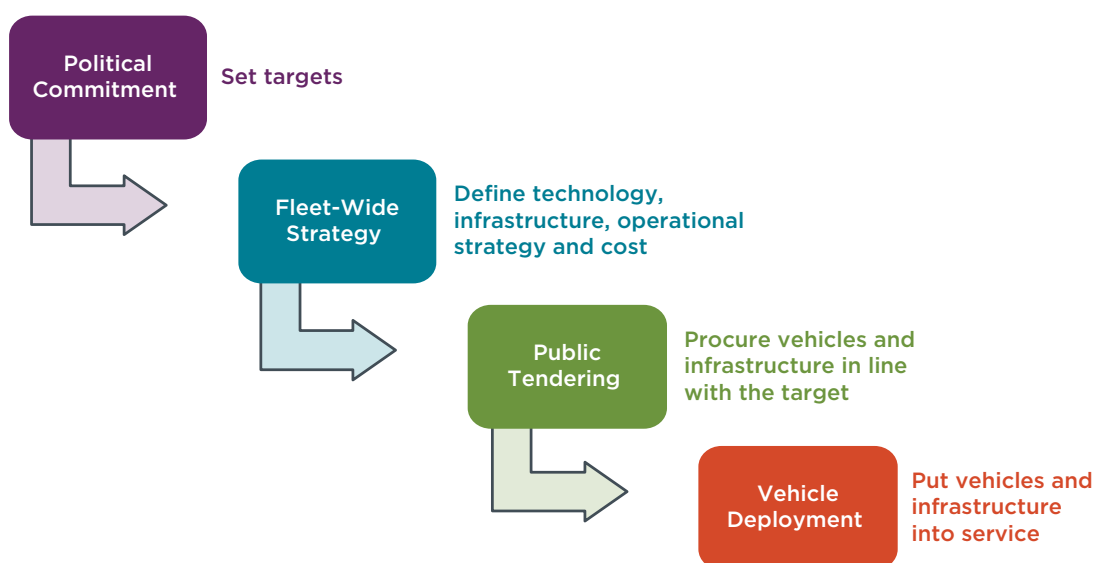 Political
Commitment
Set targets
Fleet-Wide
Strategy
Define technology,
infrastructure, operational
strategy and cost
Public
Tendering
Procure vehicles and
infrastructure in line
with the target
Vehicle
Deployment
Put vehicles and
infrastructure
into service